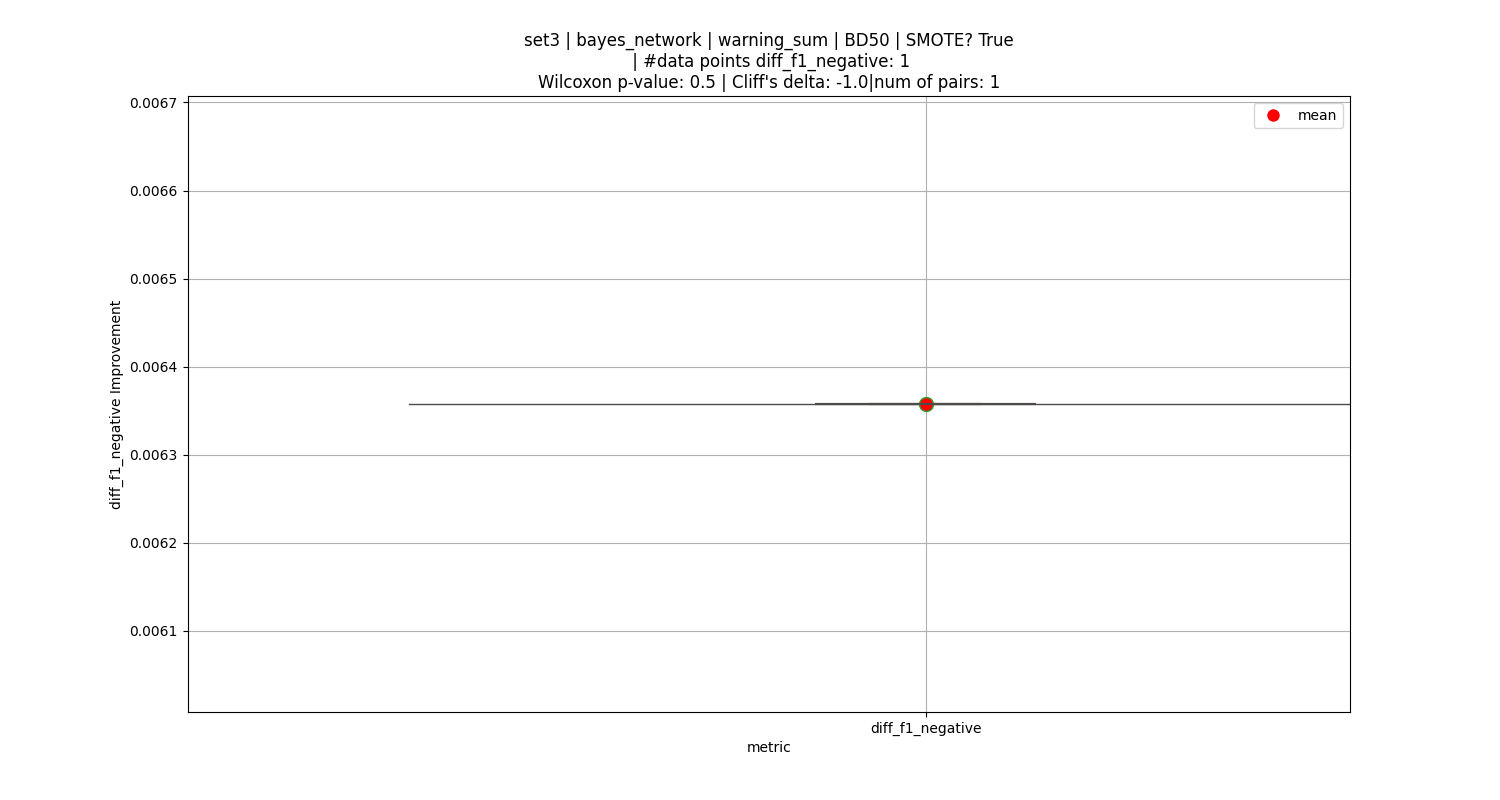 set3 | bayes_network | warning_sum | BD50 | SMOTE? True
| #data points diff_f1_negative: 1
Wilcoxon p-value: 0.5 | Cliff's delta: -1.0|num of pairs: 1
mean
0.0067
0.0066
0.0065
0.0064
0.0063
0.0062
0.0061
diff_f1_negative Improvement
diff_f1_negative
metric